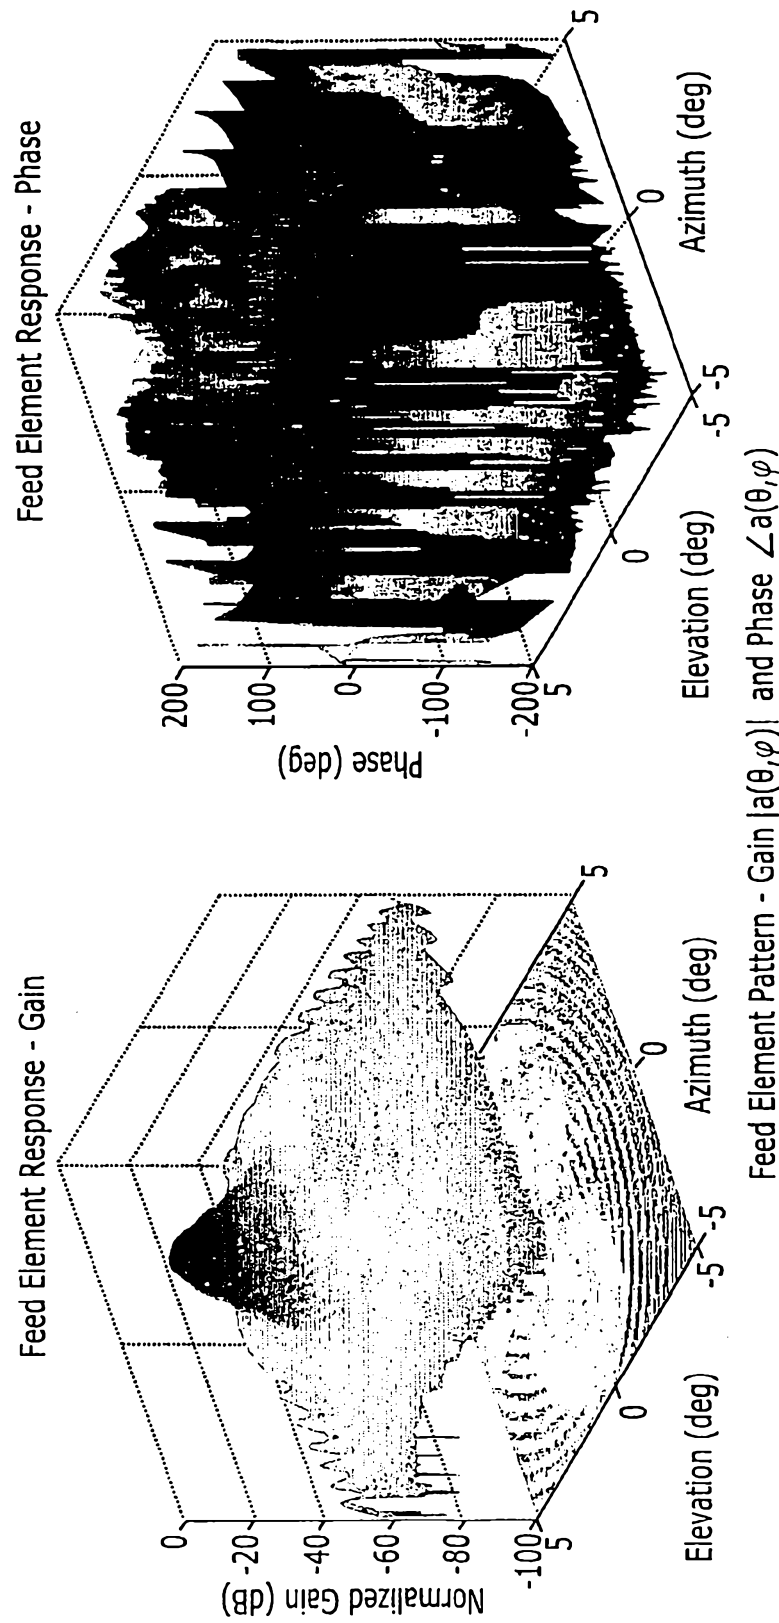 Feed Element Response - Gain
0
-20
-40
-60
-80
-100
Normalized Gain (dB)
5
0
-5
Elevation (deg)
-5
0
5
Azimuth (deg)
Feed Element Response - Phase
200
100
0
-100
-200
Phase (deg)
5
0
-5
Elevation (deg)
-5
0
5
Azimuth (deg)
Feed Element Pattern - Gain |a(θ,φ)| and Phase ∠a(θ,φ)